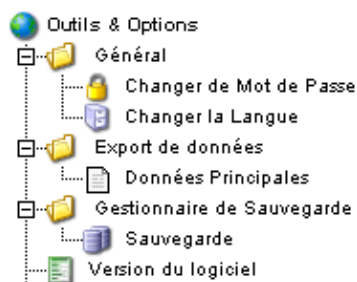 Outils & Options
Général
Changer de Mot de Passe
Changer la Langue
Export de données
Données Principales
Gestionnaire de Sauvegarde
Sauvegarde
Version du logiciel